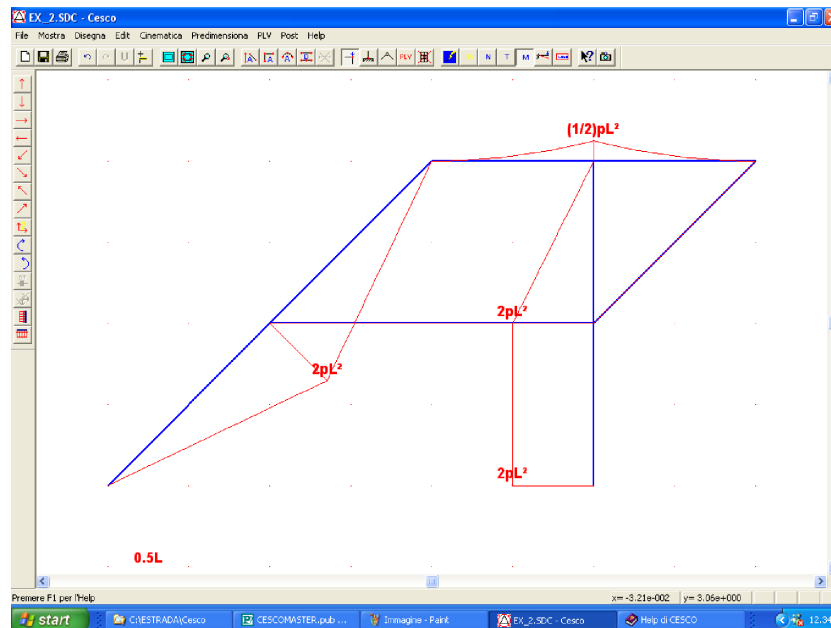 EX_2.SDC - Cesco
File Mostra Disegna Edit Cinematica Predimensiona PLV Post Help
U PLV N T M
(1/2)pL²
2pL²
2pL²
2pL²
0.5L
Premere F1 per l'Help x= -3.21e-002 y= 3.06e+000
start C:\ESTRADA\Cesco CESCOMASTER.pub ... Immagine - Paint EX_2.SDC - Cesco Help di CESCO 12.34